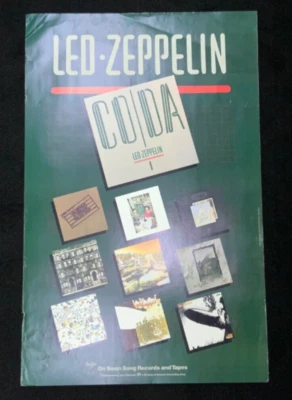 LED·ZEPPELIN
CODA
LED·ZEPPELIN
On Swan Song Records and Tapes